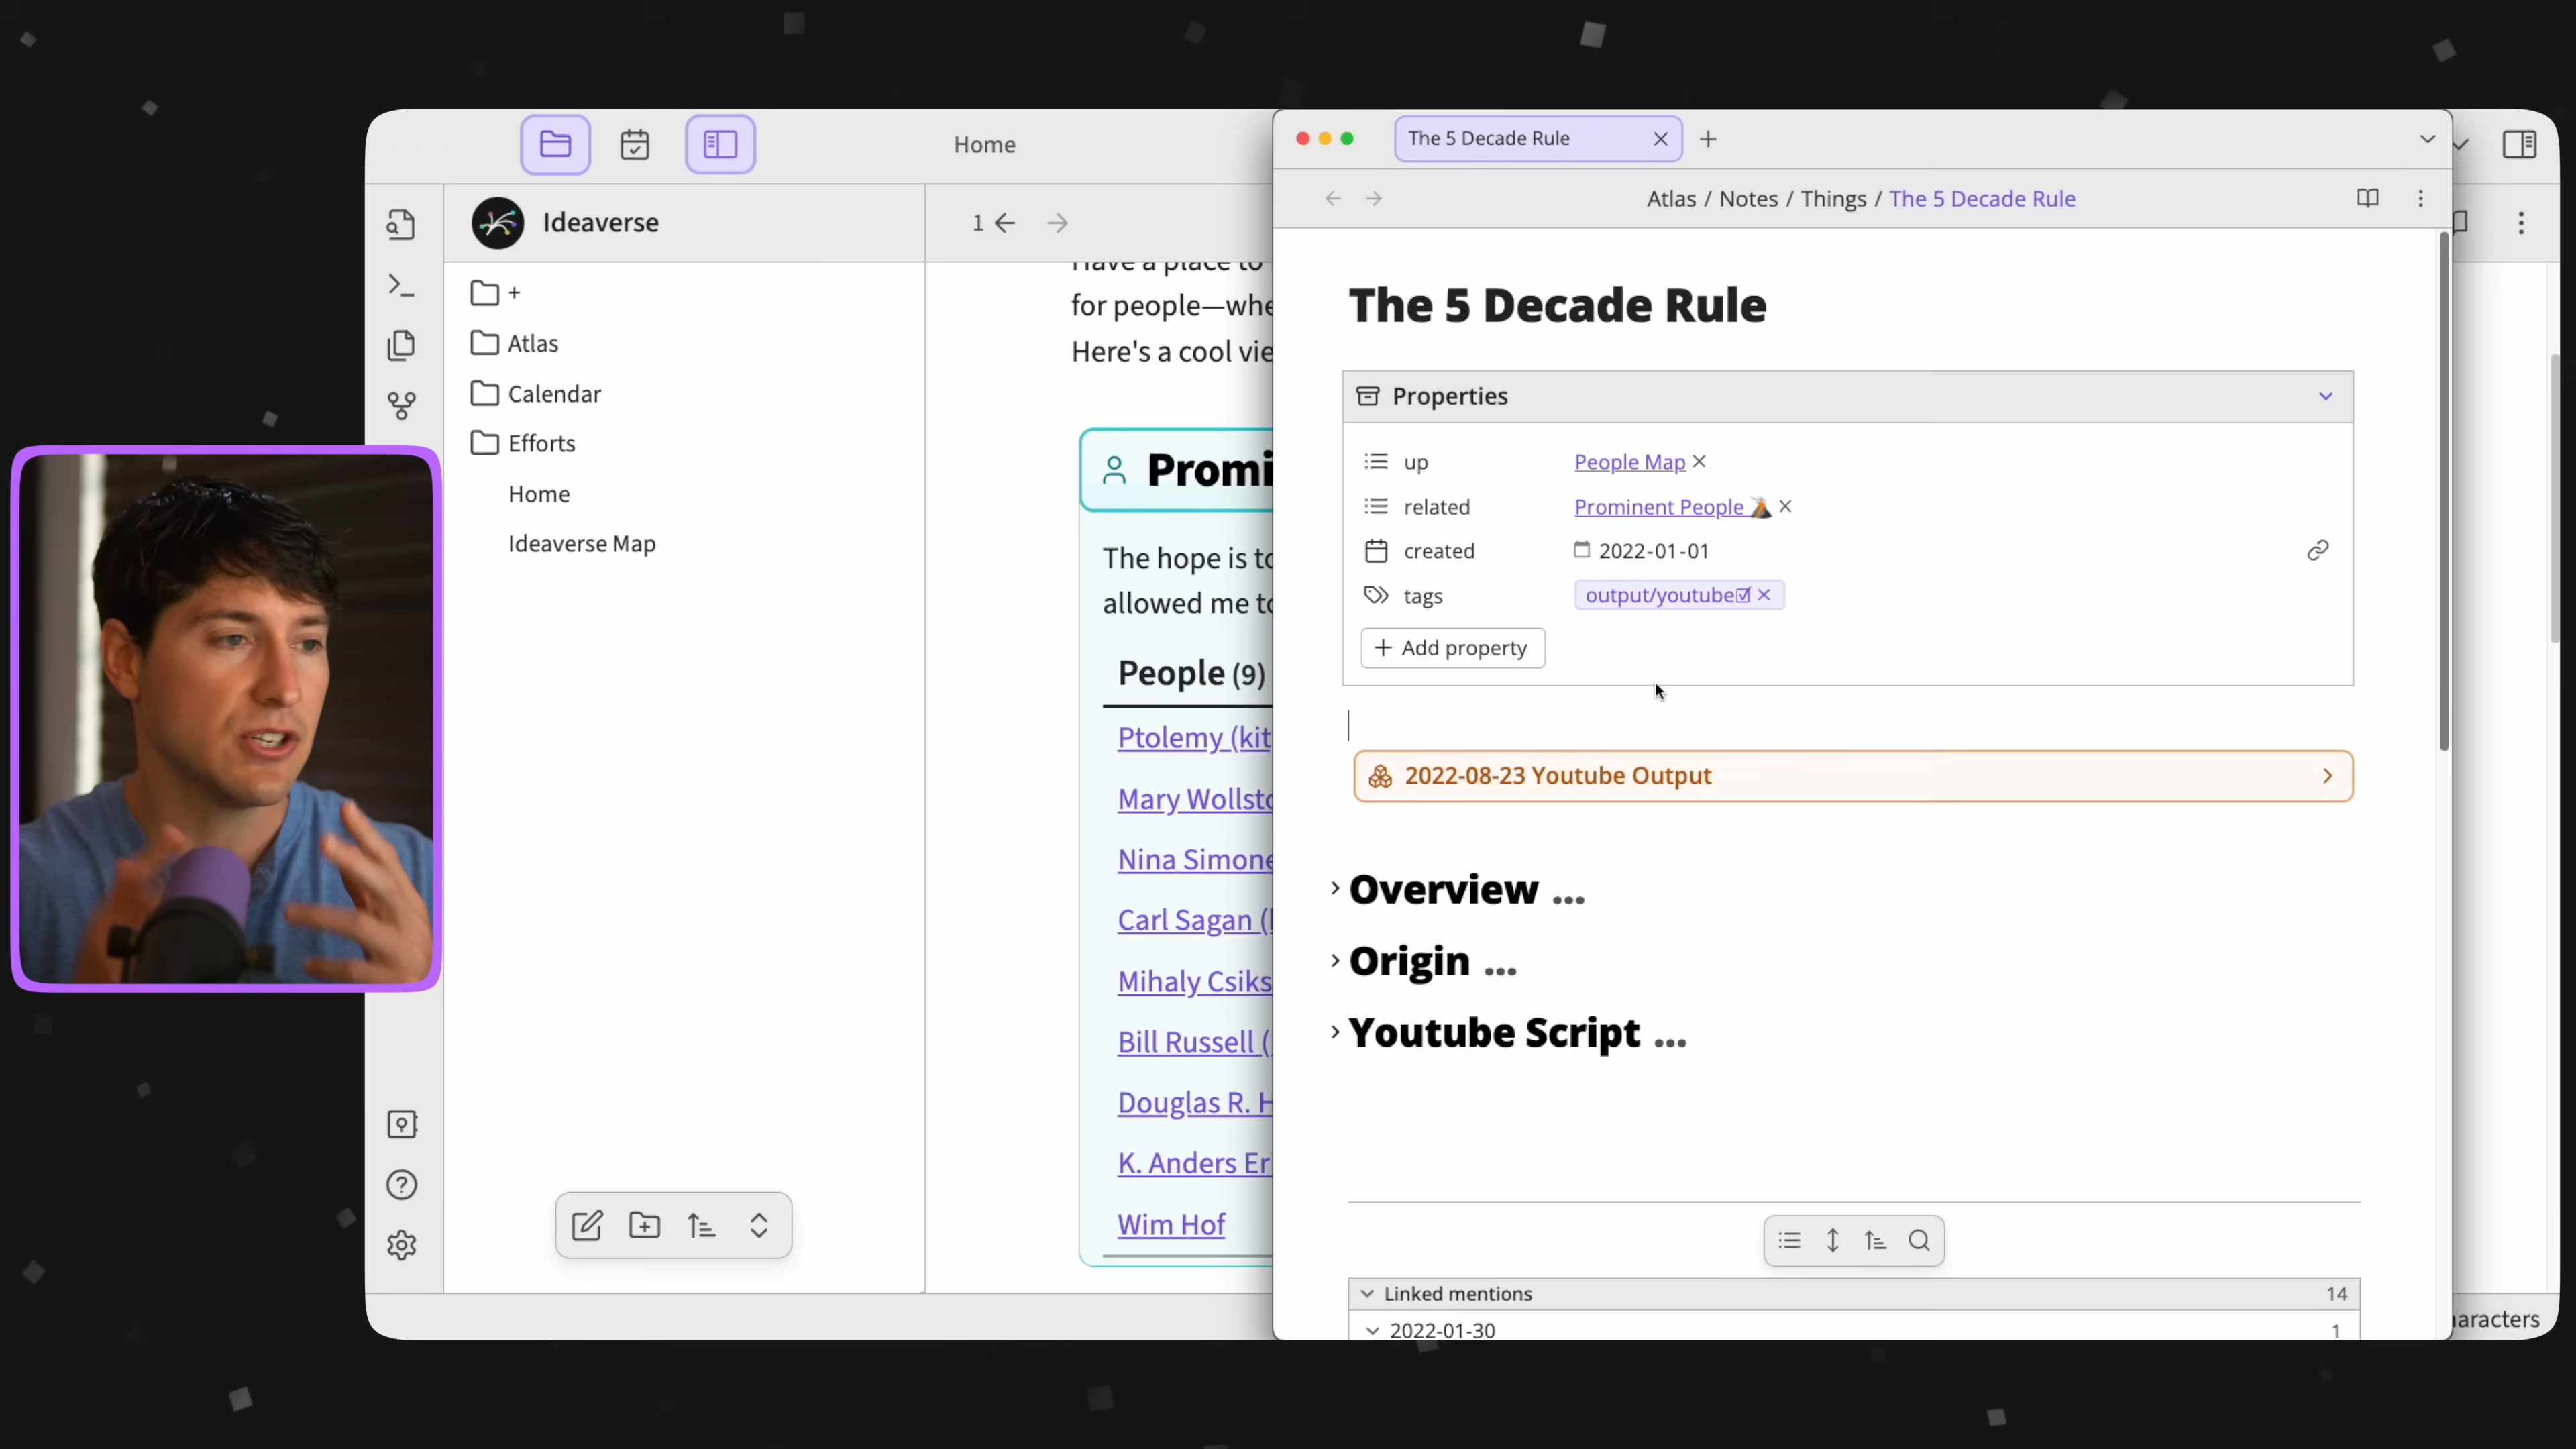 Home
Ideaverse
+
Atlas
Calendar
Efforts
Home
Ideaverse Map
1
Have a place to
for people—whe
Here's a cool vie
Promi
The hope is to
allowed me to
People (9)
Ptolemy (kit
Mary Wollsto
Nina Simone
Carl Sagan (
Mihaly Csiks
Bill Russell (
Douglas R. H
K. Anders Er
Wim Hof
The 5 Decade Rule
Atlas / Notes / Things / The 5 Decade Rule
The 5 Decade Rule
Properties
up People Map
related Prominent People 🌋
created 2022-01-01
tags output/youtube☑
+ Add property
2022-08-23 Youtube Output
Overview ...
Origin ...
Youtube Script ...
Linked mentions 14
2022-01-30 1
aracters